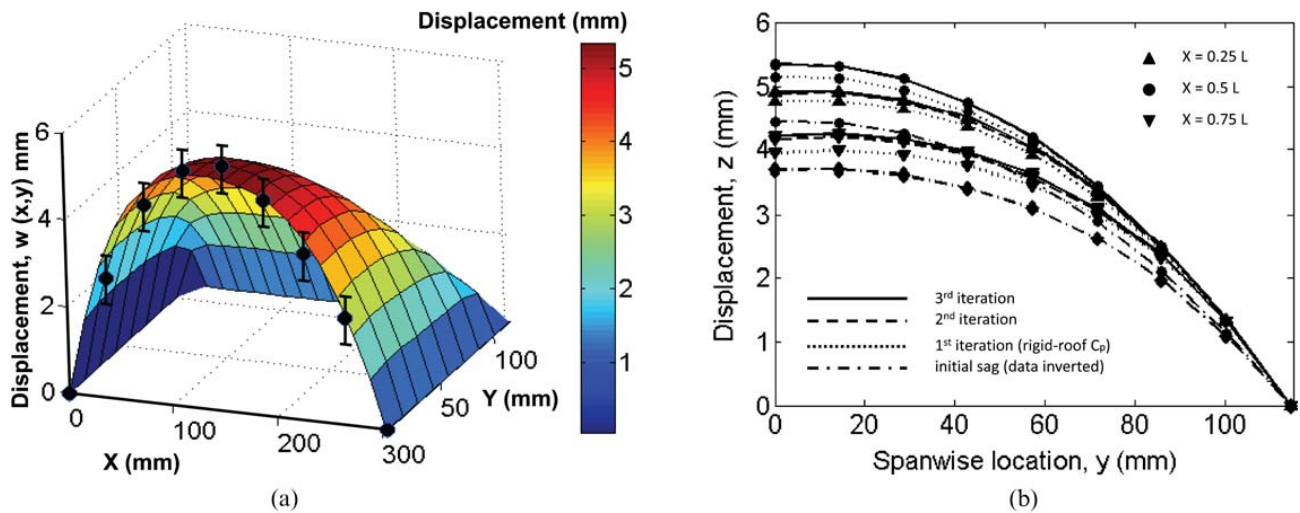 Displacement (mm)
5
4
3
2
1
Displacement, w (x,y) mm
6
4
2
0
0
100
200
300
X (mm)
50
100
Y (mm)
(a)
Displacement, z (mm)
6
5
4
3
2
1
0
X = 0.25 L
X = 0.5 L
X = 0.75 L
3rd iteration
2nd iteration
1st iteration (rigid-roof Cp)
initial sag (data inverted)
0 20 40 60 80 100
Spanwise location, y (mm)
(b)